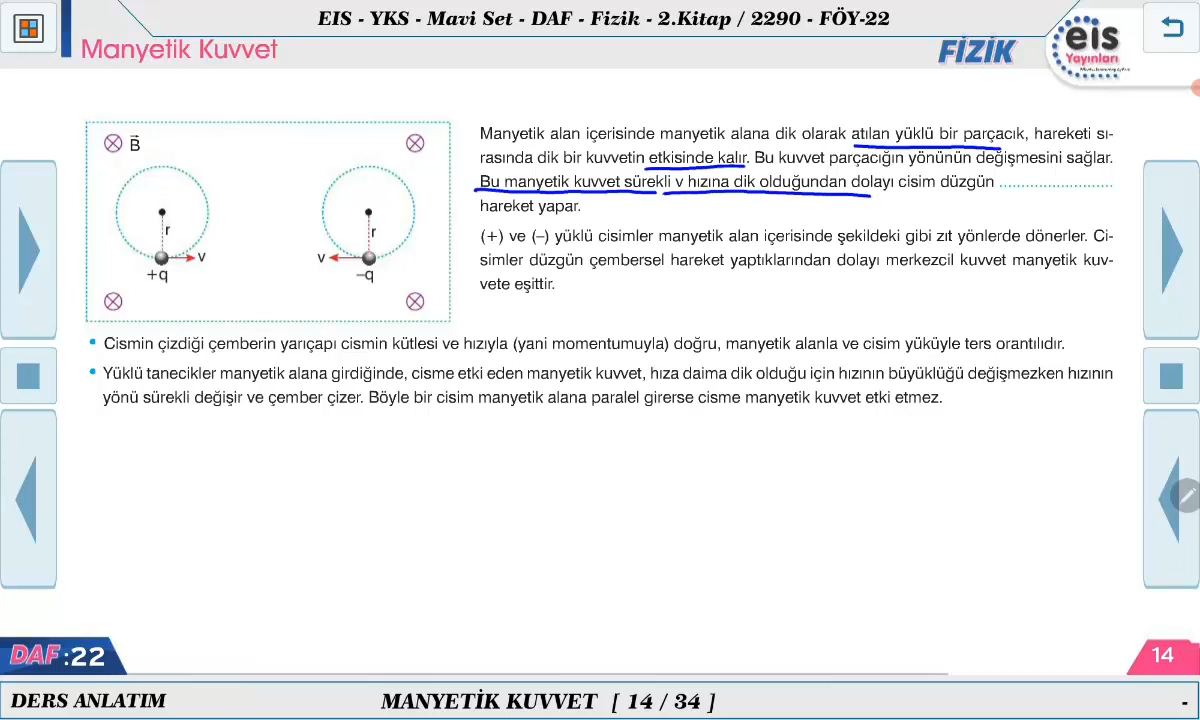 EIS - YKS - Mavi Set - DAF - Fizik - 2.Kitap / 2290 - FÖY-22
Manyetik Kuvvet
FİZİK
eis
Yayınları
B
r
v
+q
r
v
–q
Manyetik alan içerisinde manyetik alana dik olarak atılan yüklü bir parçacık, hareketi sı-
rasında dik bir kuvvetin etkisinde kalır. Bu kuvvet parçacığın yönünün değişmesini sağlar.
Bu manyetik kuvvet sürekli v hızına dik olduğundan dolayı cisim düzgün ........................
hareket yapar.
(+) ve (–) yüklü cisimler manyetik alan içerisinde şekildeki gibi zıt yönlerde dönerler. Ci-
simler düzgün çembersel hareket yaptıklarından dolayı merkezcil kuvvet manyetik kuv-
vete eşittir.
• Cismin çizdiği çemberin yarıçapı cismin kütlesi ve hızıyla (yani momentumuyla) doğru, manyetik alanla ve cisim yüküyle ters orantılıdır.
• Yüklü tanecikler manyetik alana girdiğinde, cisme etki eden manyetik kuvvet, hıza daima dik olduğu için hızının büyüklüğü değişmezken hızının
yönü sürekli değişir ve çember çizer. Böyle bir cisim manyetik alana paralel girerse cisme manyetik kuvvet etki etmez.
DAF :22
14
DERS ANLATIM
MANYETİK KUVVET [ 14 / 34 ]
-